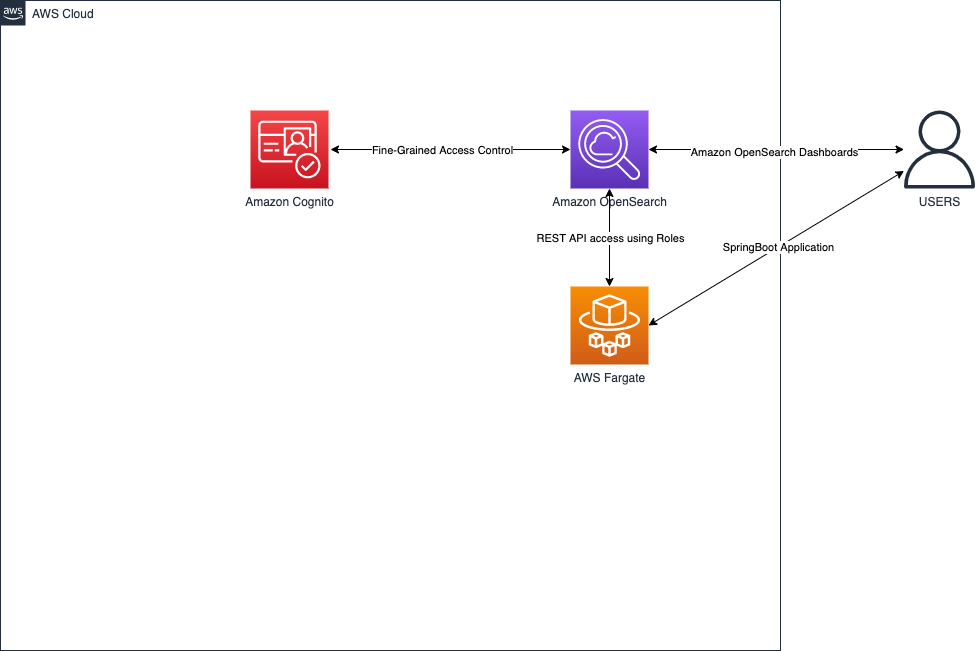 aws
AWS Cloud
Fine-Grained Access Control
Amazon OpenSearch Dashboards
Amazon Cognito
Amazon OpenSearch
USERS
REST API access using Roles
SpringBoot Application
AWS Fargate